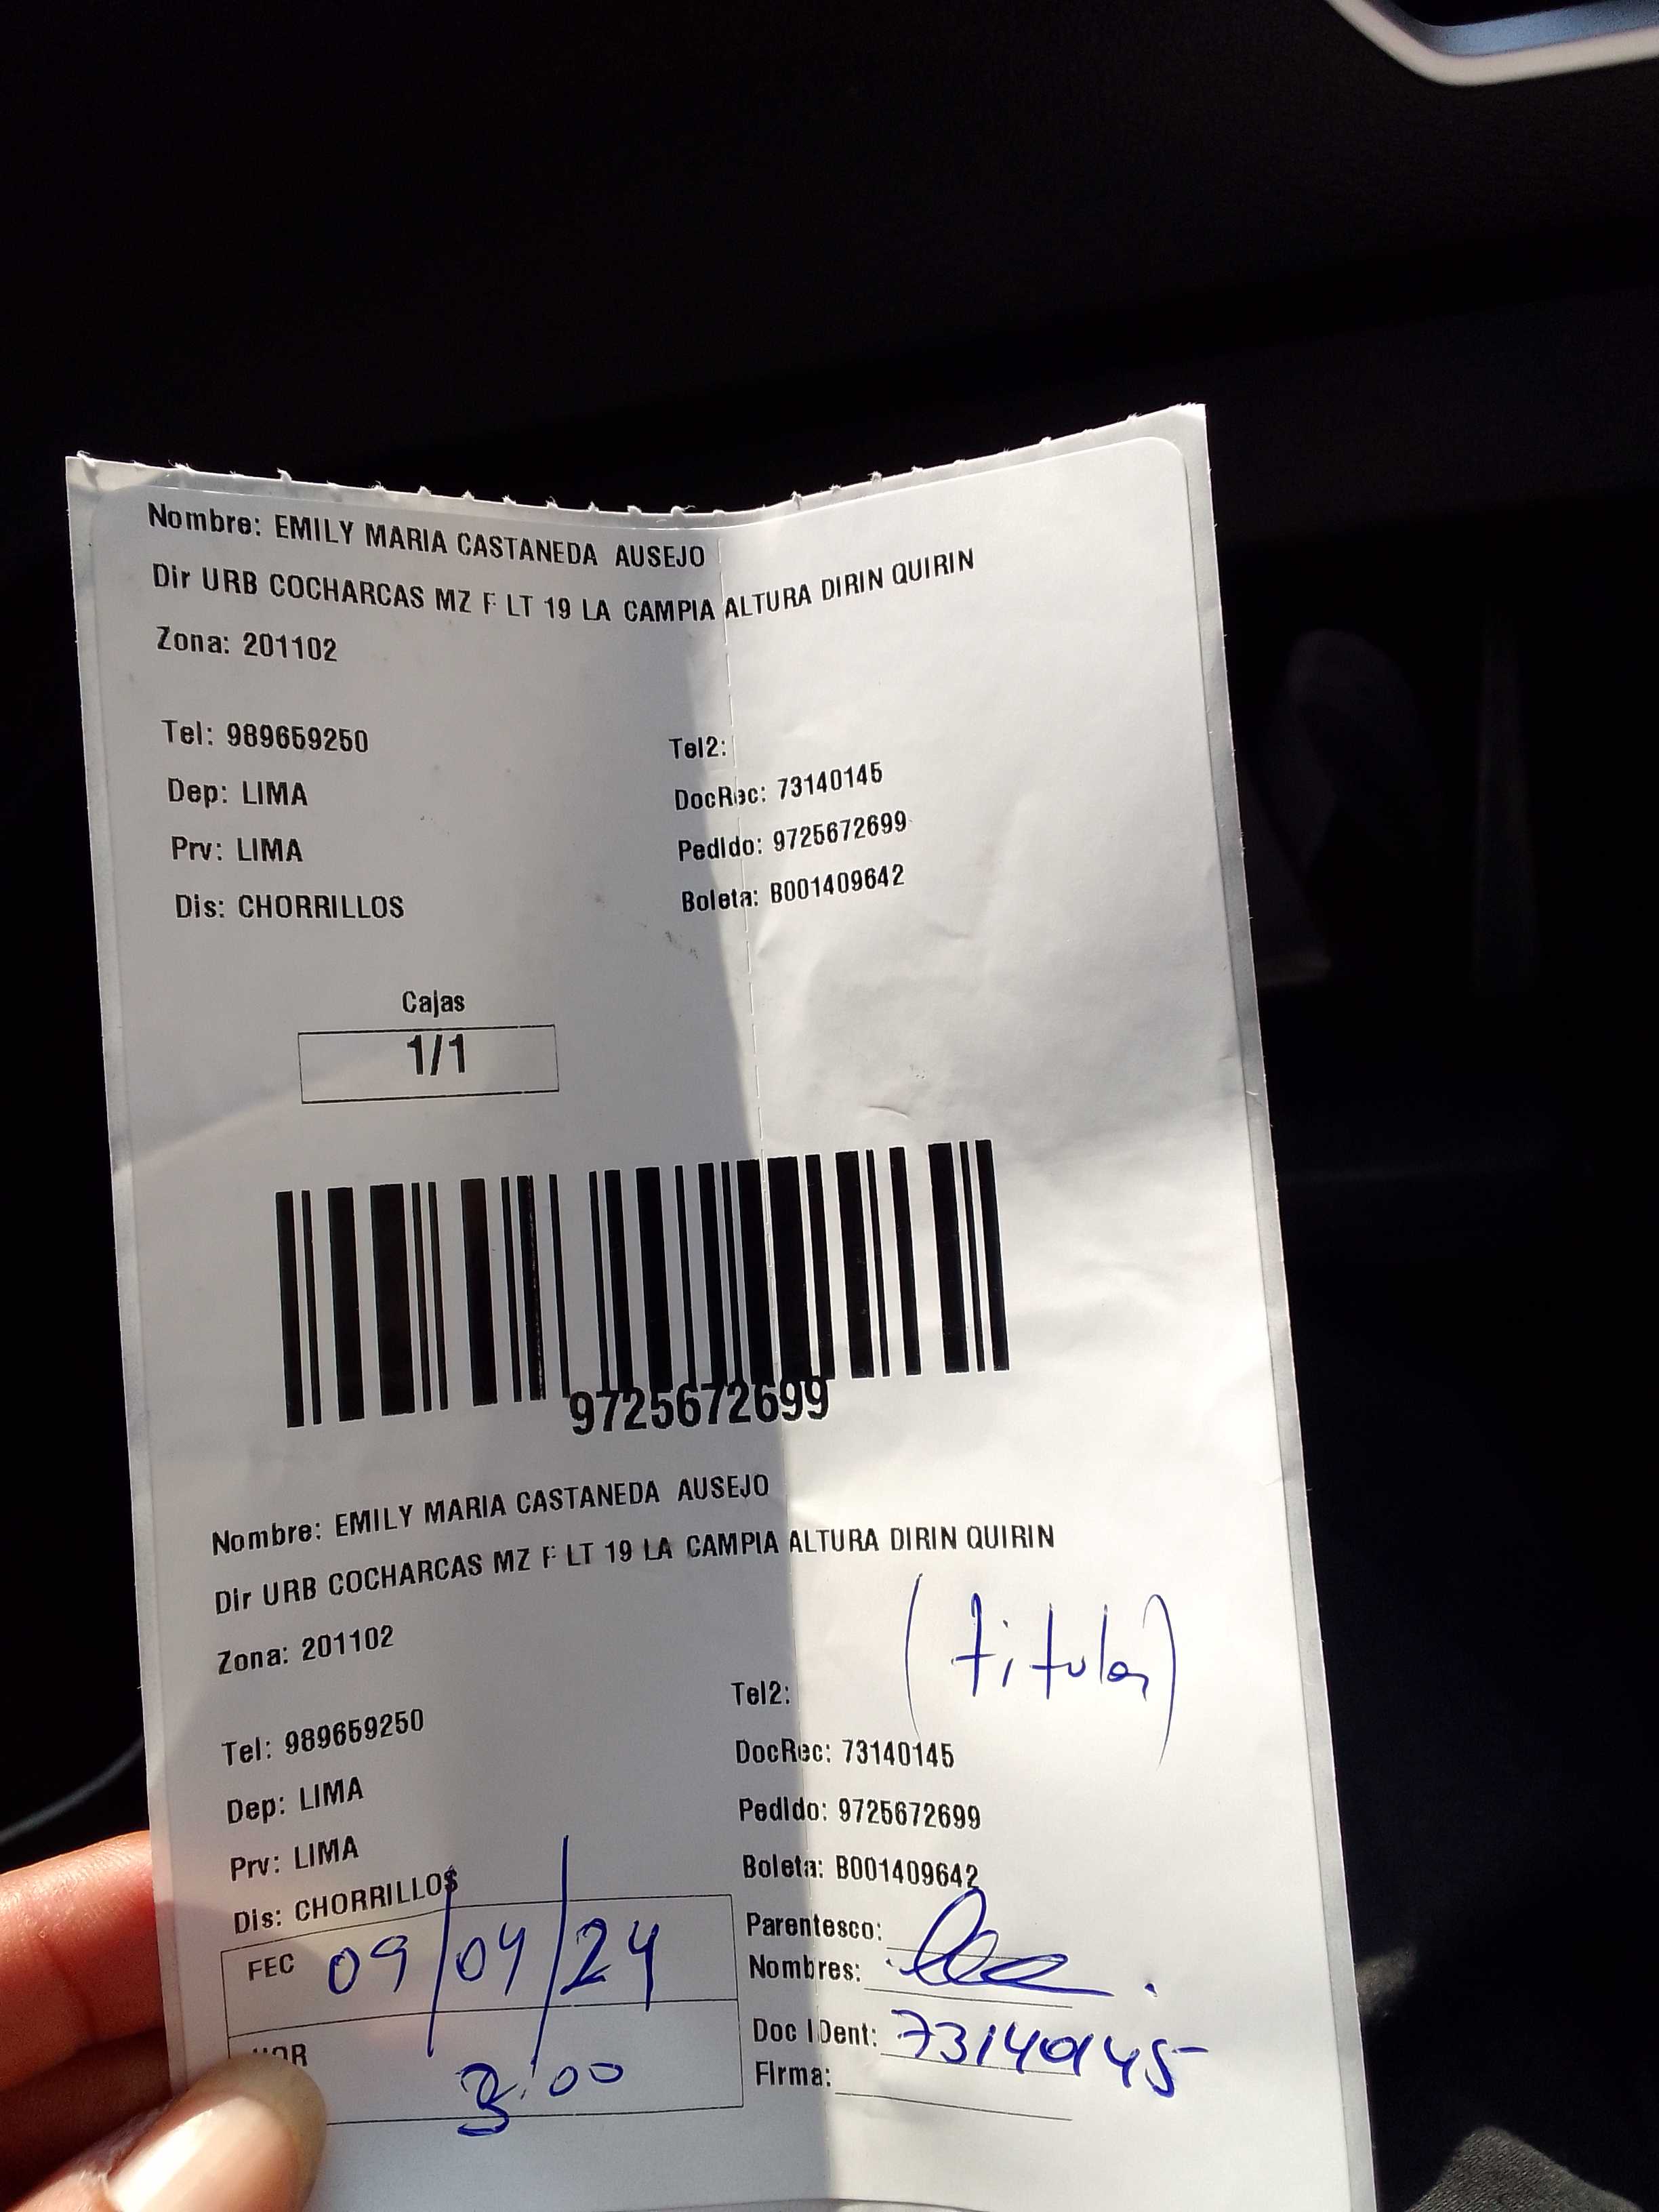 Nombre: EMILY MARIA CASTANEDA AUSEJO
Dir URB COCHARCAS MZ F LT 19 LA CAMPIA ALTURA DIRIN QUIRIN
Zona: 201102
Tel: 989659250
Tel2:
Dep: LIMA
DocRec: 73140145
Prv: LIMA
Pedido: 9725672699
Dis: CHORRILLOS
Boleta: B001409642
Cajas
1/1
9725672699
Nombre: EMILY MARIA CASTANEDA AUSEJO
Dir URB COCHARCAS MZ F LT 19 LA CAMPIA ALTURA DIRIN QUIRIN
(titular)
Zona: 201102
Tel2:
Tel: 989659250
DocRec: 73140145
Dep: LIMA
Pedido: 9725672699
Prv: LIMA
Boleta: B001409642
Dis: CHORRILLOS
Parentesco:
FEC 09/04/24
Nombres:
HOR 3:00
Doc IDent: 73140145
Firma: